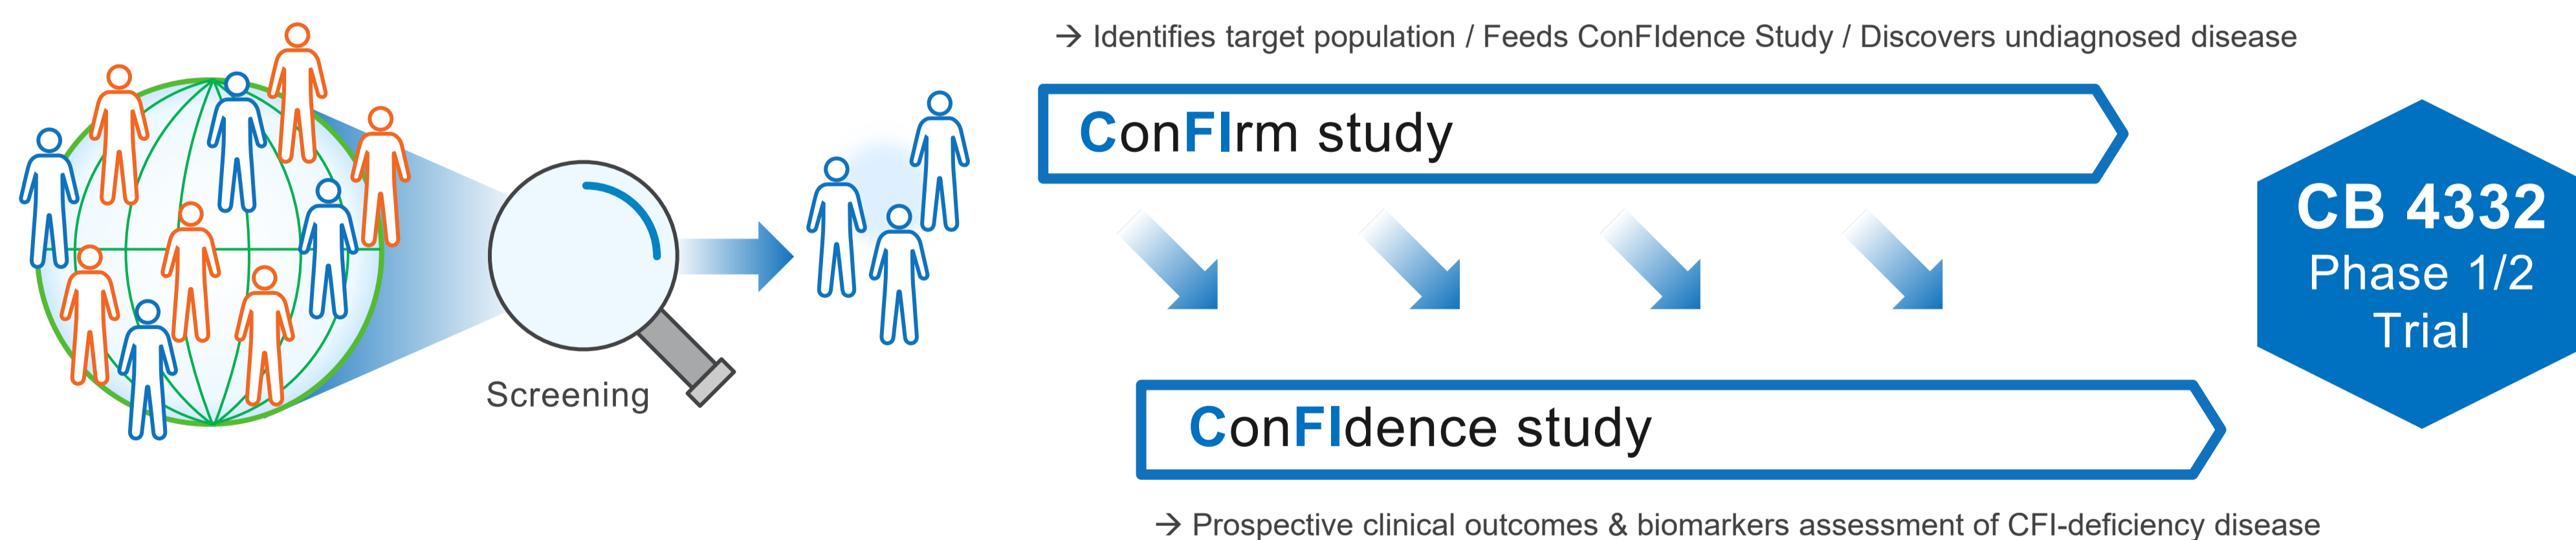 → Identifies target population / Feeds ConFIdence Study / Discovers undiagnosed disease
ConFIrm study
Screening
ConFIdence study
→ Prospective clinical outcomes & biomarkers assessment of CFI-deficiency disease
CB 4332
Phase 1/2
Trial